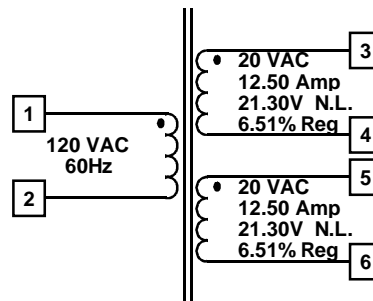 1
2
120 VAC
60Hz
3
20 VAC
12.50 Amp
21.30V N.L.
6.51% Reg
4
5
20 VAC
12.50 Amp
21.30V N.L.
6.51% Reg
6